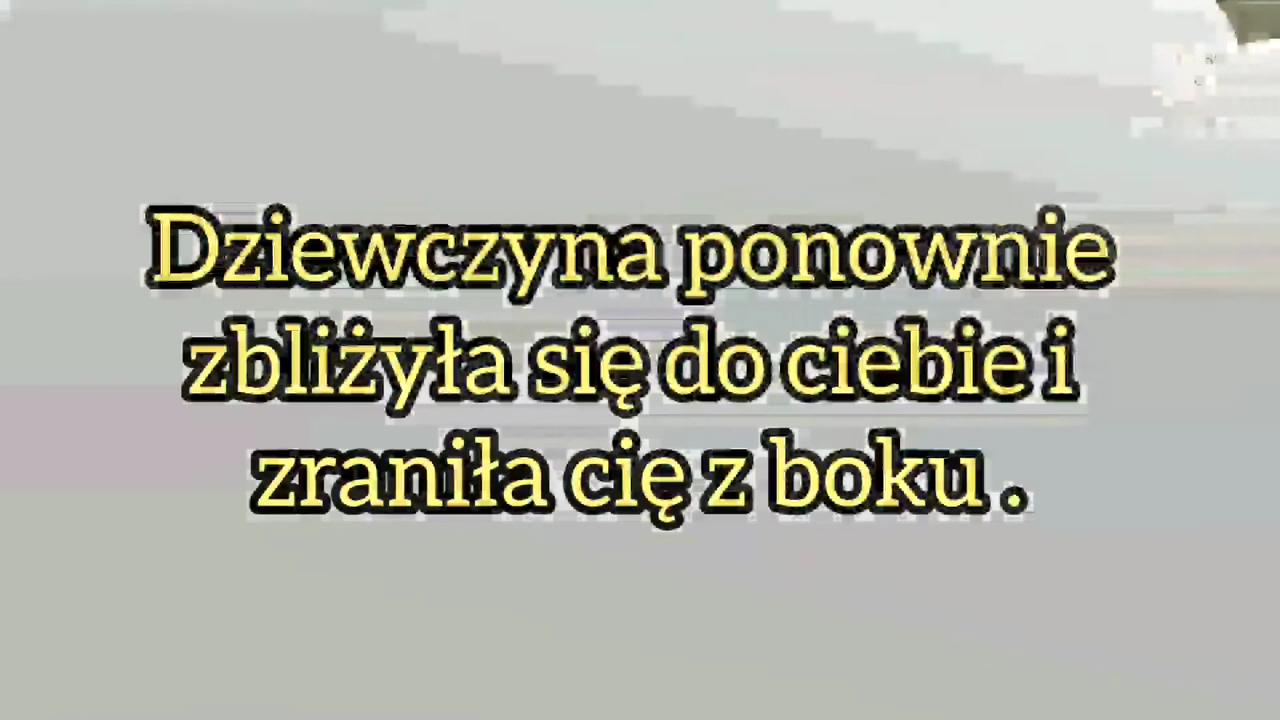 Dziewczyna ponownie
zbliżyła się do ciebie i
zraniła cię z boku .